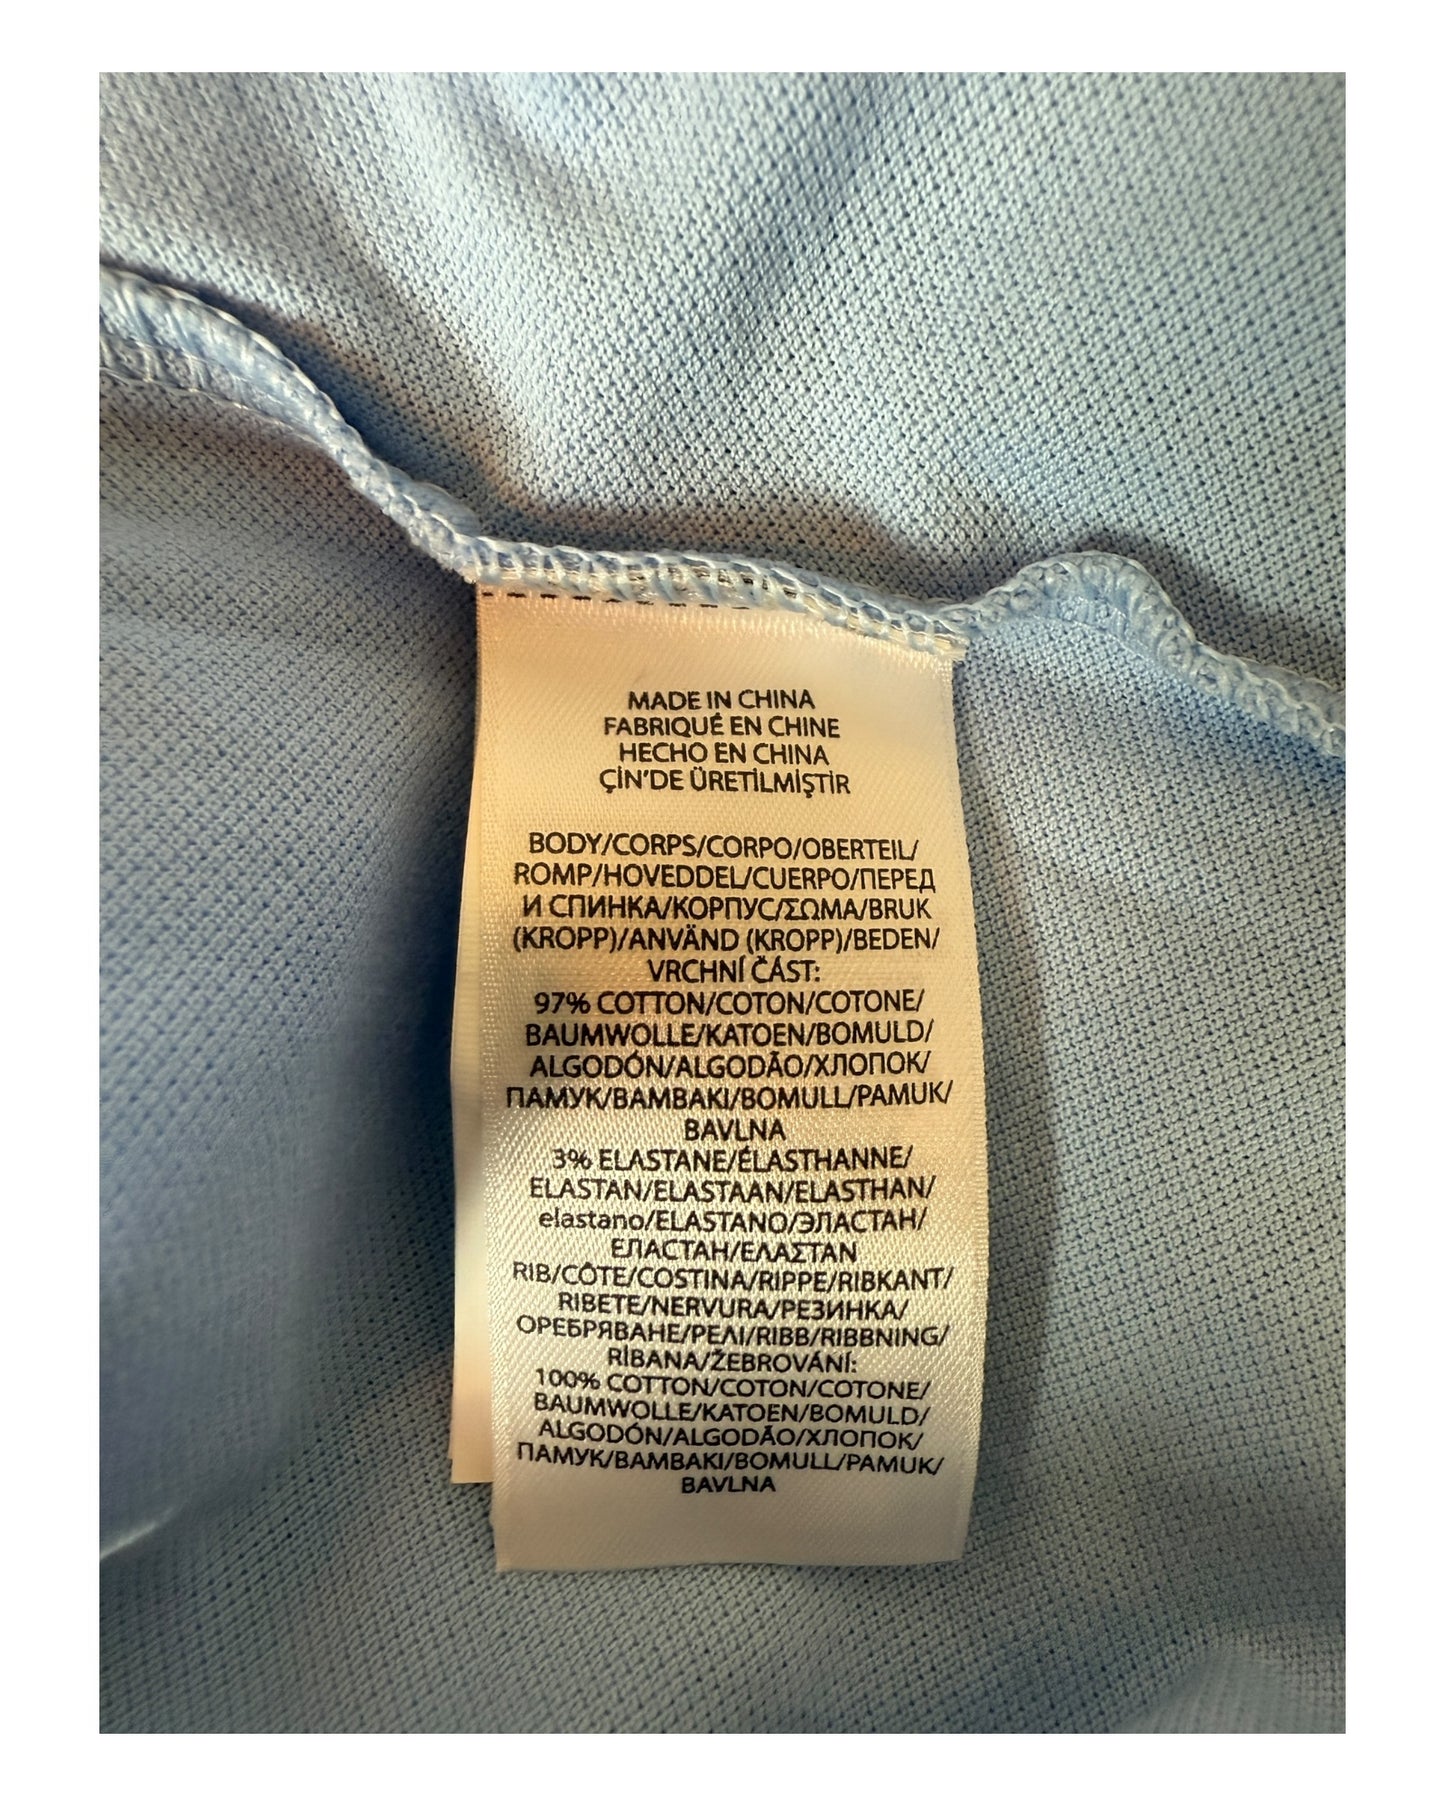 MADE IN CHINA
FABRIQUÉ EN CHINE
HECHO EN CHINA
ÇİN'DE ÜRETİLMİŞTİR
BODY/CORPS/CORPO/OBERTEIL/
ROMP/HOVEDDEL/CUERPO/ПЕРЕД
И СПИНКА/КОРПУС/ΣΩΜΑ/BRUK
(KROPP)/ANVÄND (KROPP)/BEDEN/
VRCHNÍ ČÁST:
97% COTTON/COTON/COTONE/
BAUMWOLLE/KATOEN/BOMULD/
ALGODÓN/ALGODÃO/ХЛОПОК/
ПАМУК/BAMBAKI/BOMULL/PAMUK/
BAVLNA
3% ELASTANE/ÉLASTHANNE/
ELASTAN/ELASTAAN/ELASTHAN/
elastano/ELASTANO/ЭЛАСТАН/
ЕЛАСТАН/ΕΛΑΣΤΑΝ
RIB/CÔTE/COSTINA/RIPPE/RIBKANT/
RIBETE/NERVURA/РЕЗИНКА/
ОРЕБРЯВАНЕ/ΡΕΛΙ/RIBB/RIBBNING/
RİBANA/ŽEBROVÁNÍ:
100% COTTON/COTON/COTONE/
BAUMWOLLE/KATOEN/BOMULD/
ALGODÓN/ALGODÃO/ХЛОПОК/
ПАМУК/BAMBAKI/BOMULL/PAMUK/
BAVLNA